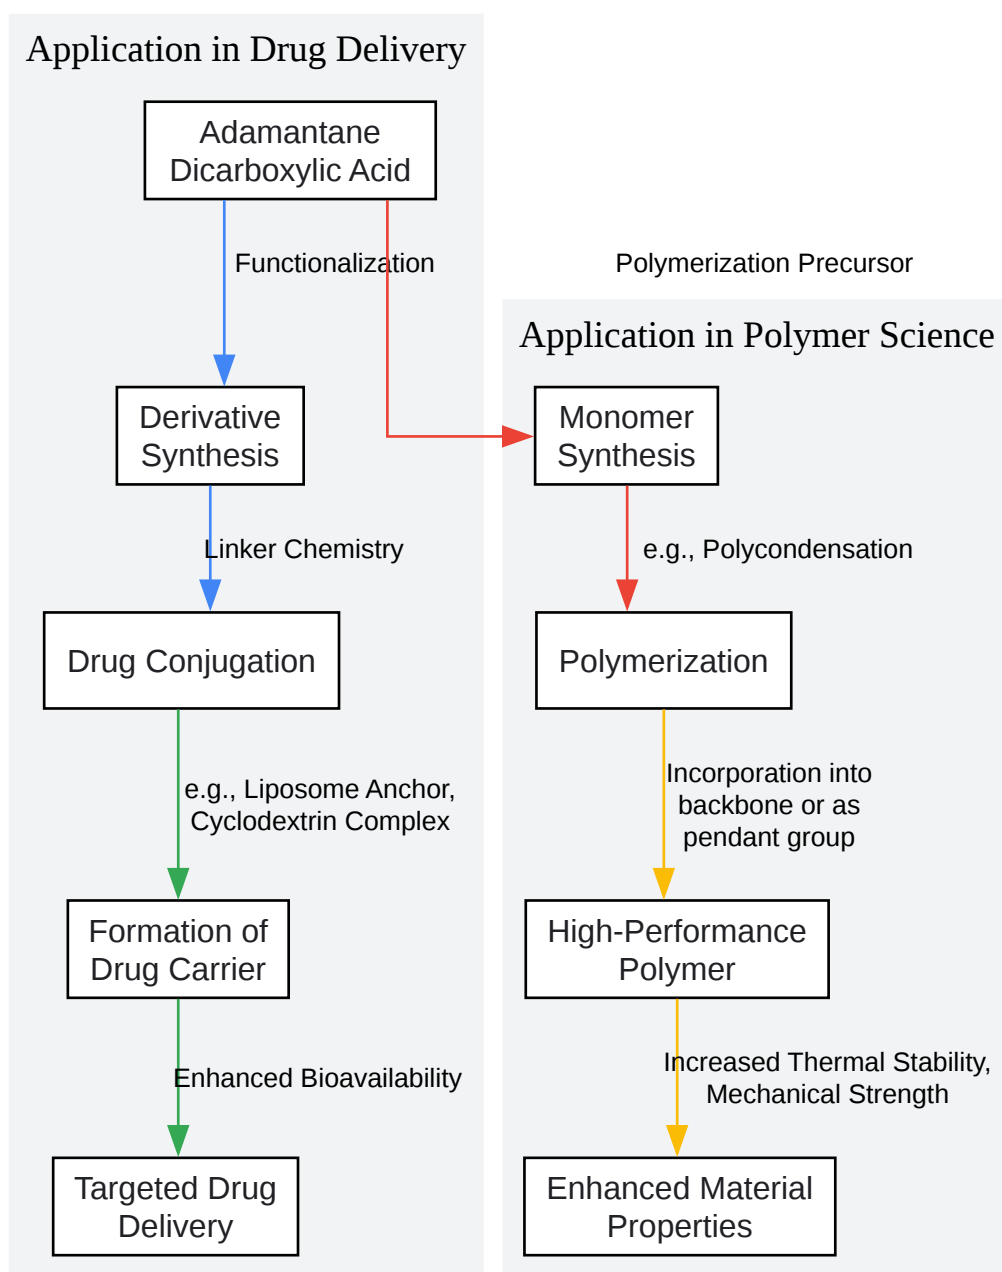 Application in Drug Delivery
Adamantane
Dicarboxylic Acid
Functionalization
Polymerization Precursor
Application in Polymer Science
Derivative
Synthesis
Monomer
Synthesis
Linker Chemistry
e.g., Polycondensation
Drug Conjugation
Polymerization
e.g., Liposome Anchor,
Cyclodextrin Complex
Incorporation into
backbone or as
pendant group
Formation of
Drug Carrier
High-Performance
Polymer
Enhanced Bioavailability
Increased Thermal Stability,
Mechanical Strength
Targeted Drug
Delivery
Enhanced Material
Properties